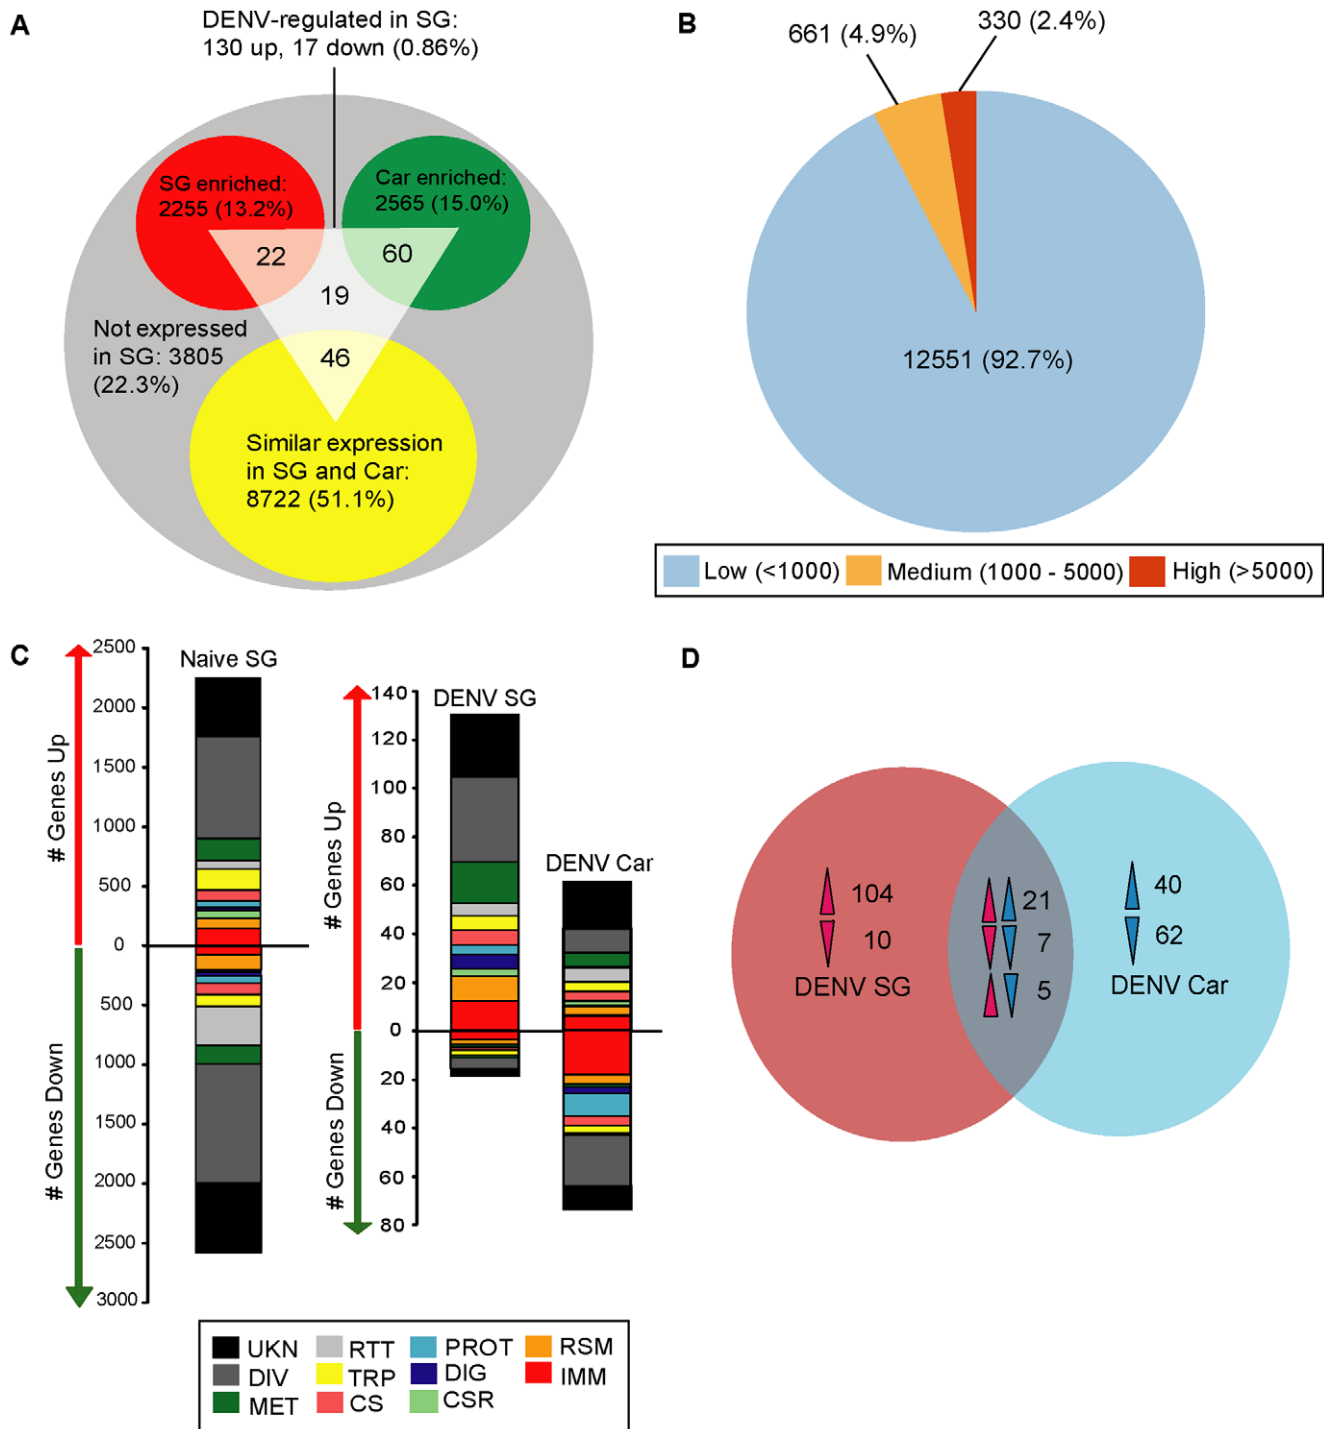 A
DENV-regulated in SG:
130 up, 17 down (0.86%)
SG enriched:
2255 (13.2%)
Car enriched:
2565 (15.0%)
22
60
19
46
Not expressed
in SG: 3805
(22.3%)
Similar expression
in SG and Car:
8722 (51.1%)
B
661 (4.9%)
330 (2.4%)
12551 (92.7%)
Low (<1000)
Medium (1000 - 5000)
High (>5000)
C
# Genes Up
# Genes Down
2500
2000
1500
1000
500
0
500
1000
1500
2000
2500
3000
Naive SG
# Genes Up
# Genes Down
140
120
100
80
60
40
20
0
20
40
60
80
DENV SG
DENV Car
UKN
RTT
PROT
RSM
DIV
TRP
DIG
IMM
MET
CS
CSR
D
104
10
DENV SG
21
7
5
40
62
DENV Car